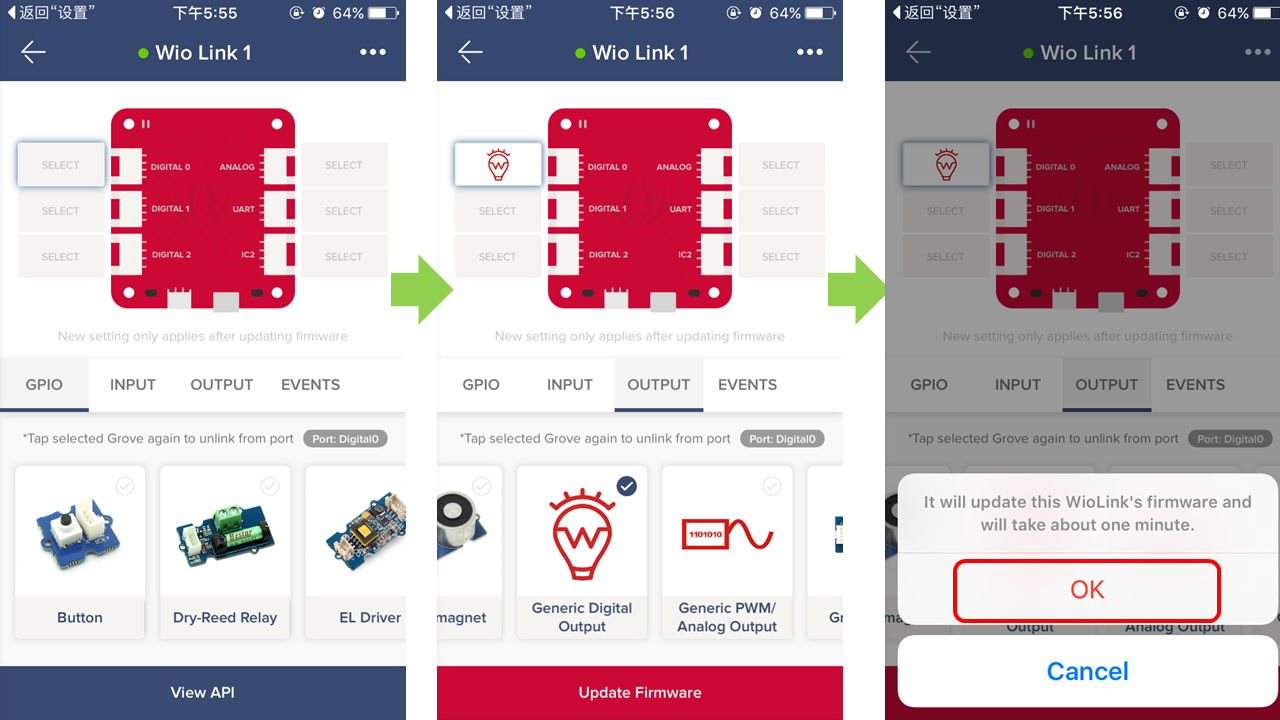 返回“设置”
下午5:55
64%
Wio Link 1
SELECT
DIGITAL 0
ANALOG
SELECT
SELECT
DIGITAL 1
UART
SELECT
SELECT
DIGITAL 2
IC2
SELECT
New setting only applies after updating firmware
GPIO INPUT OUTPUT EVENTS
*Tap selected Grove again to unlink from port Port: Digital0
Button
Dry-Reed Relay
EL Driver
View API
返回“设置”
下午5:56
64%
Wio Link 1
DIGITAL 0
ANALOG
SELECT
SELECT
DIGITAL 1
UART
SELECT
SELECT
DIGITAL 2
IC2
SELECT
New setting only applies after updating firmware
GPIO INPUT OUTPUT EVENTS
*Tap selected Grove again to unlink from port Port: Digital0
1101010
magnet
Generic Digital
Output
Generic PWM/
Analog Output
Gr
Update Firmware
返回“设置”
下午5:56
64%
Wio Link 1
DIGITAL 0
ANALOG
SELECT
SELECT
DIGITAL 1
UART
SELECT
SELECT
DIGITAL 2
IC2
SELECT
New setting only applies after updating firmware
GPIO INPUT OUTPUT EVENTS
*Tap selected Grove again to unlink from port Port: Digital0
It will update this WioLink's firmware and
will take about one minute.
OK
Output
Analog Output
Cancel